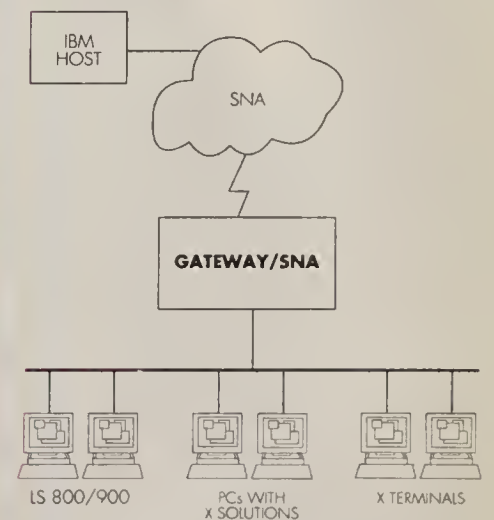 IBM
HOST
SNA
GATEWAY/SNA
LS 800/900
PCs WITH
X SOLUTIONS
X TERMINALS